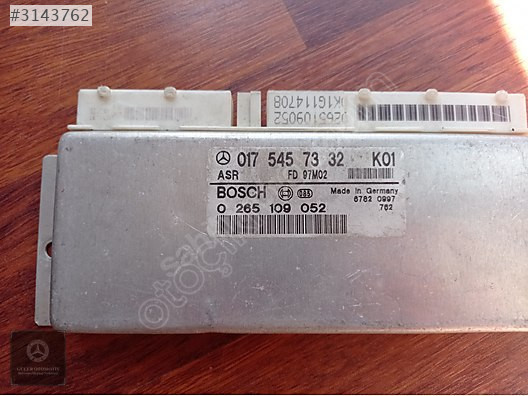 #3143762
0265109052
DK1G114708
017 545 73 32 K01
ASR FD 97M02
BOSCH Made in Germany
0 265 109 052 6782 0997
762